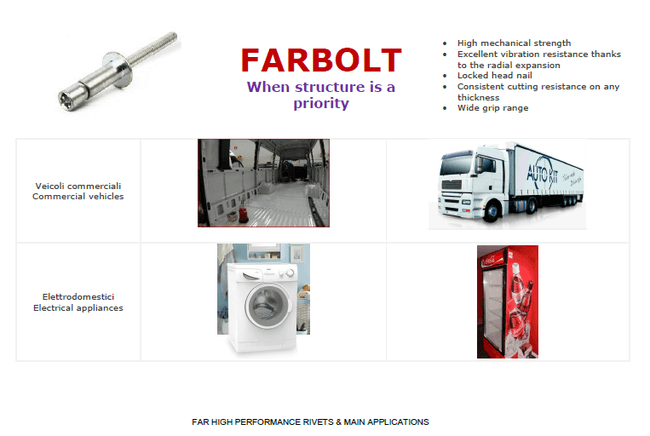 FARBOLT
When structure is a
priority
• High mechanical strength
• Excellent vibration resistance thanks
to the radial expansion
• Locked head nail
• Consistent cutting resistance on any
thickness
• Wide grip range
Veicoli commerciali
Commercial vehicles
AUTO KIT
Elettrodomestici
Electrical appliances
FAR HIGH PERFORMANCE RIVETS & MAIN APPLICATIONS